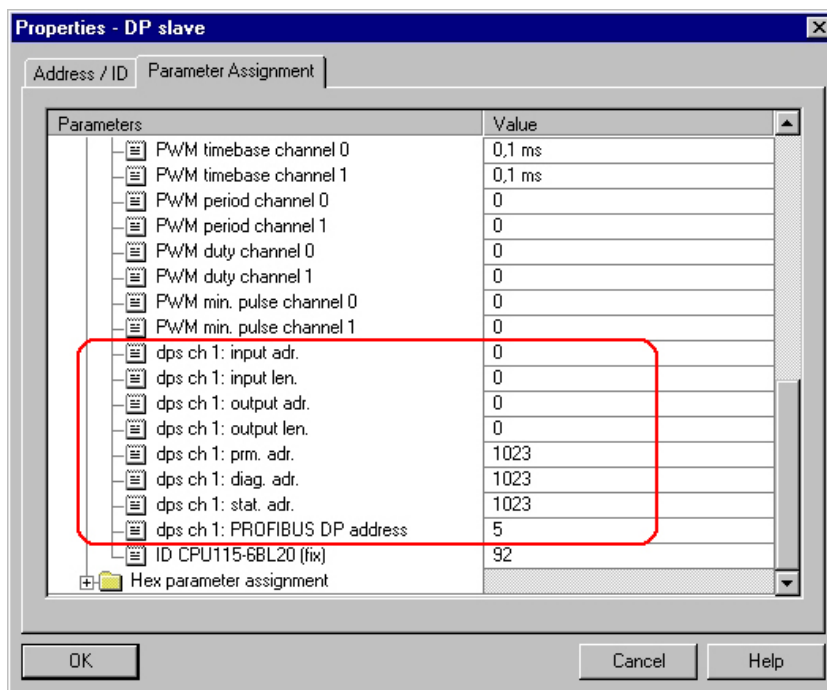 Properties - DP slave
Address / ID Parameter Assignment
Parameters Value
PWM timebase channel 0 0,1 ms
PWM timebase channel 1 0,1 ms
PWM period channel 0 0
PWM period channel 1 0
PWM duty channel 0 0
PWM duty channel 1 0
PWM min. pulse channel 0 0
PWM min. pulse channel 1 0
dps ch 1: input adr. 0
dps ch 1: input len. 0
dps ch 1: output adr. 0
dps ch 1: output len. 0
dps ch 1: prm. adr. 1023
dps ch 1: diag. adr. 1023
dps ch 1: stat. adr. 1023
dps ch 1: PROFIBUS DP address 5
ID CPU115-6BL20 (fix) 92
Hex parameter assignment
OK Cancel Help